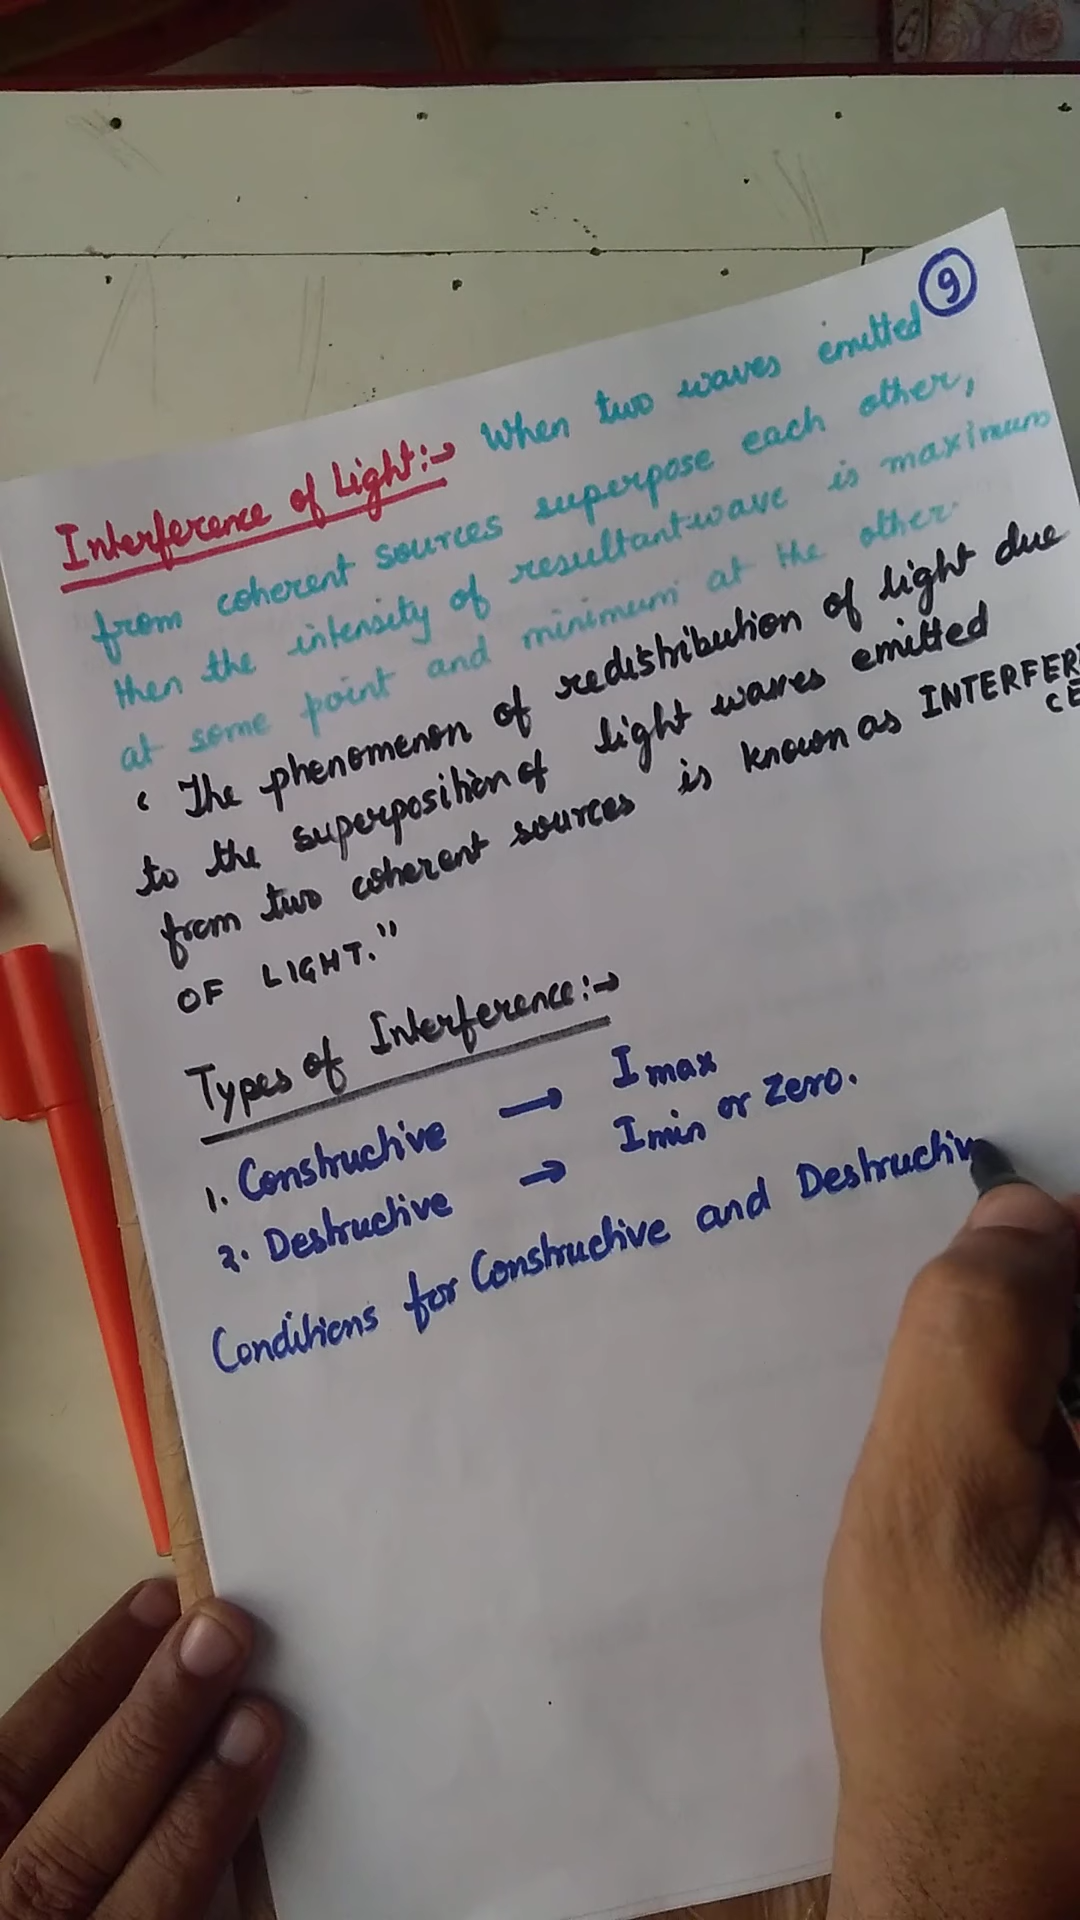 9
Interference of Light:→ When two waves emitted
from coherent sources superpose each other,
then the intensity of resultant wave is maximum
at some point and minimum at the other.
"The phenomenon of redistribution of light due
to the superposition of light waves emitted
from two coherent sources is known as INTERFEREN
CE
OF LIGHT."
Types of Interference:→
1. Constructive → Imax
2. Destructive → Imin or zero.
Conditions for Constructive and Destructiv